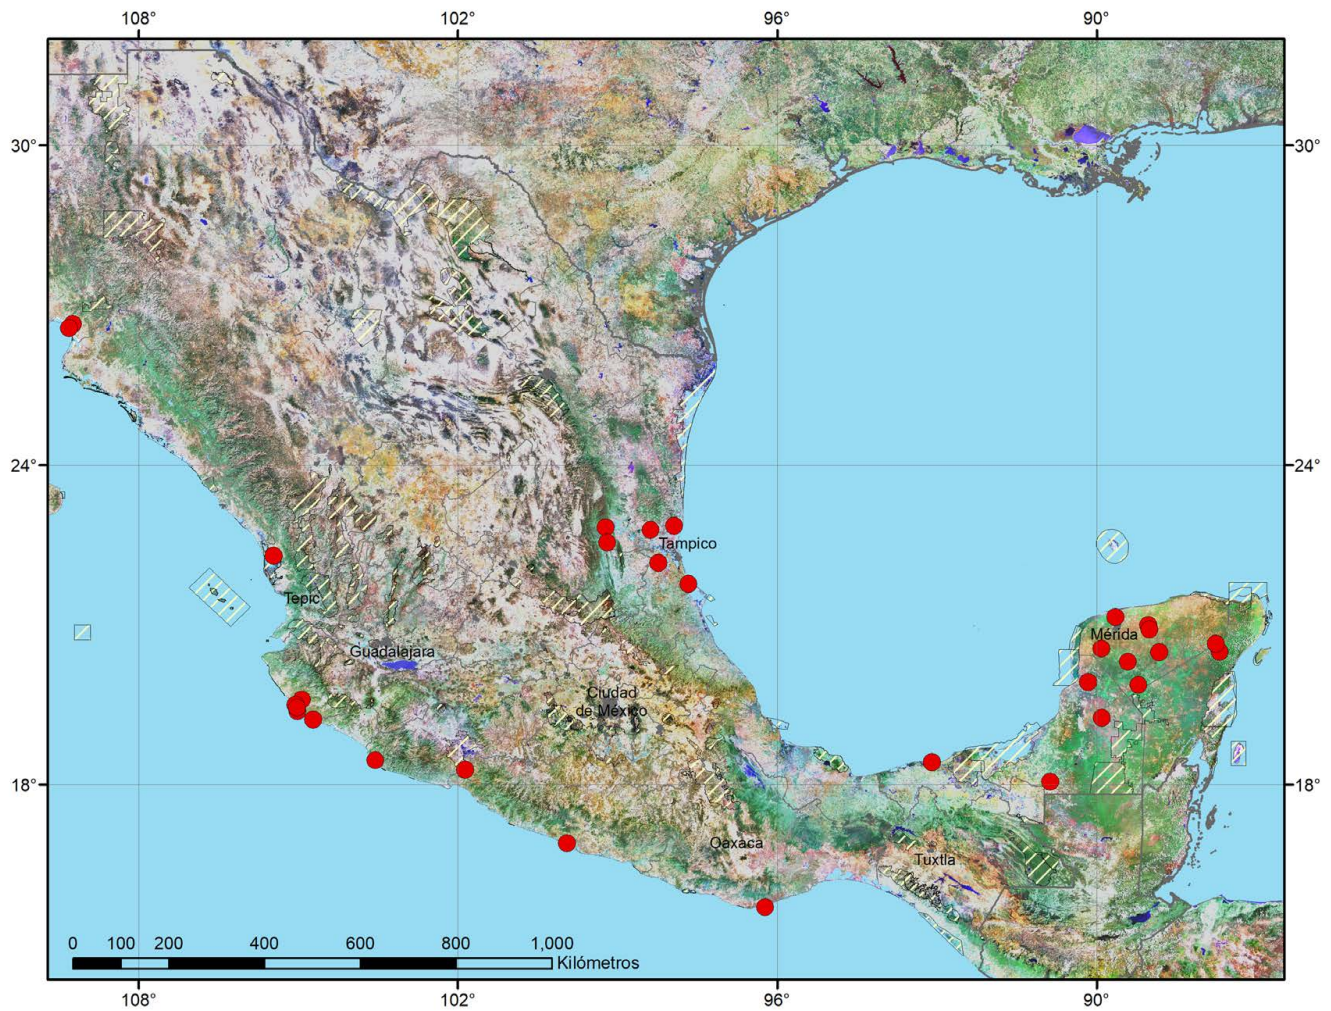 108° 102° 96° 90°
30° 30°
24° 24°
Tampico
Tepic
Mérida
Guadalajara
Ciudad
de México
18° 18°
Oaxaca
Tuxtla
0 100 200 400 600 800 1,000
Kilómetros
108° 102° 96° 90°